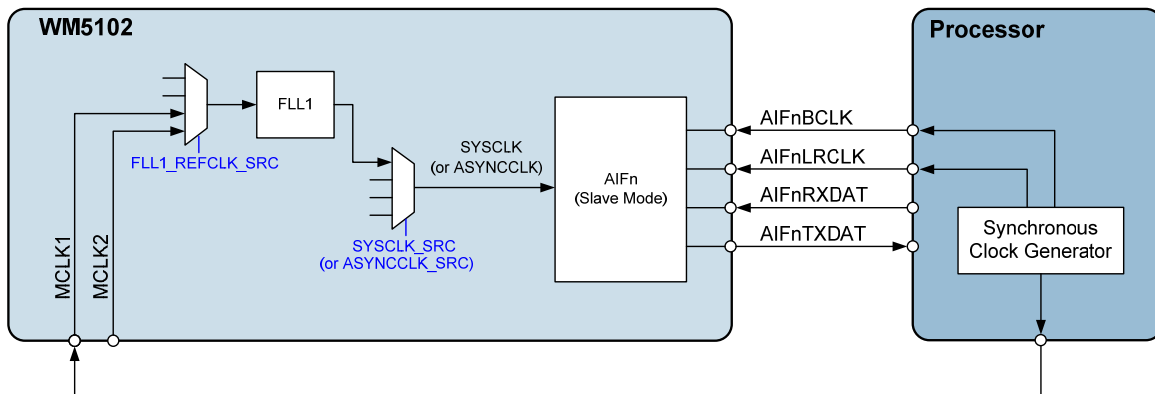 WM5102
Processor
FLL1
FLL1_REFCLK_SRC
SYSCLK
(or ASYNCCLK)
SYSCLK_SRC
(or ASYNCCLK_SRC)
MCLK1
MCLK2
AIFn
(Slave Mode)
AIFnBCLK
AIFnLRCLK
AIFnRXDAT
AIFnTXDAT
Synchronous
Clock Generator